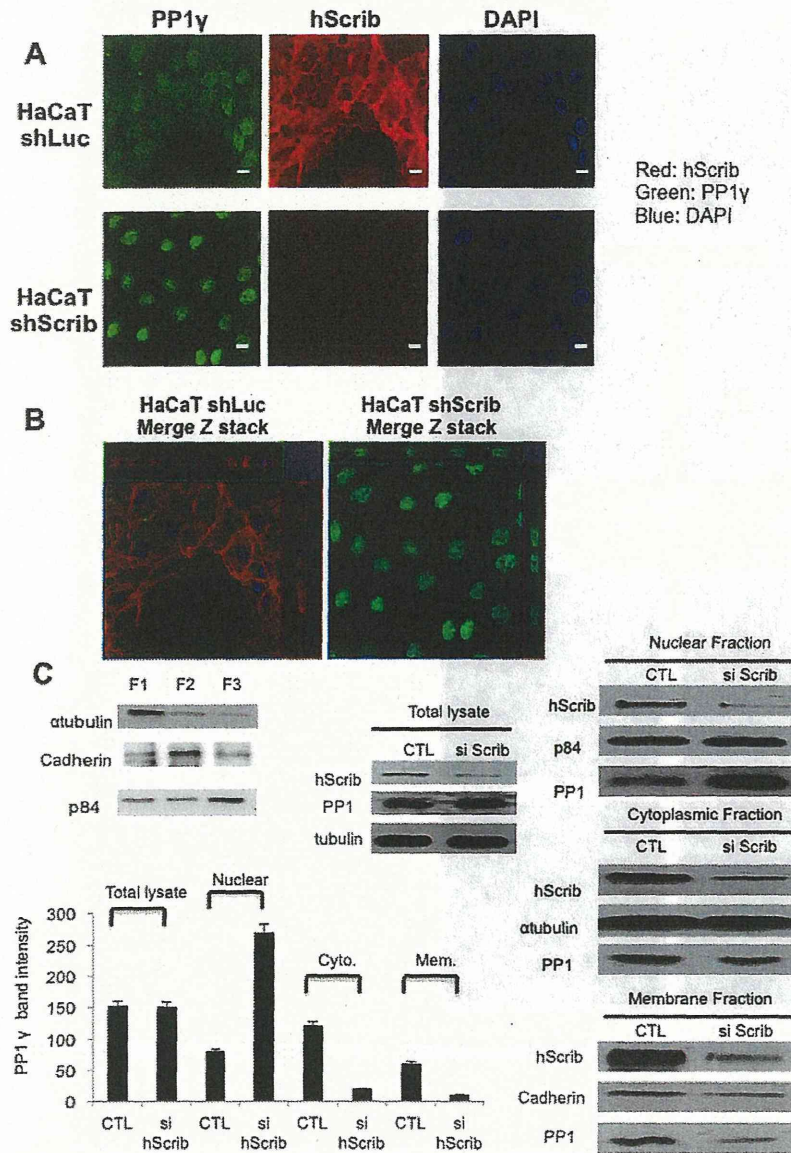 PP1γ hScrib DAPI
A
HaCaT
shLuc
Red: hScrib
Green: PP1γ
Blue: DAPI
HaCaT
shScrib
B
HaCaT shLuc
Merge Z stack
HaCaT shScrib
Merge Z stack
C
F1 F2 F3
αtubulin
Cadherin
p84
Total lysate
CTL si Scrib
hScrib
PP1
tubulin
Nuclear Fraction
CTL si Scrib
hScrib
p84
PP1
Cytoplasmic Fraction
CTL si Scrib
hScrib
αtubulin
PP1
Membrane Fraction
CTL si Scrib
hScrib
Cadherin
PP1
PP1 γ band intensity
300
250
200
150
100
50
0
Total lysate
Nuclear
Cyto.
Mem.
CTL si hScrib CTL si hScrib CTL si hScrib CTL si hScrib